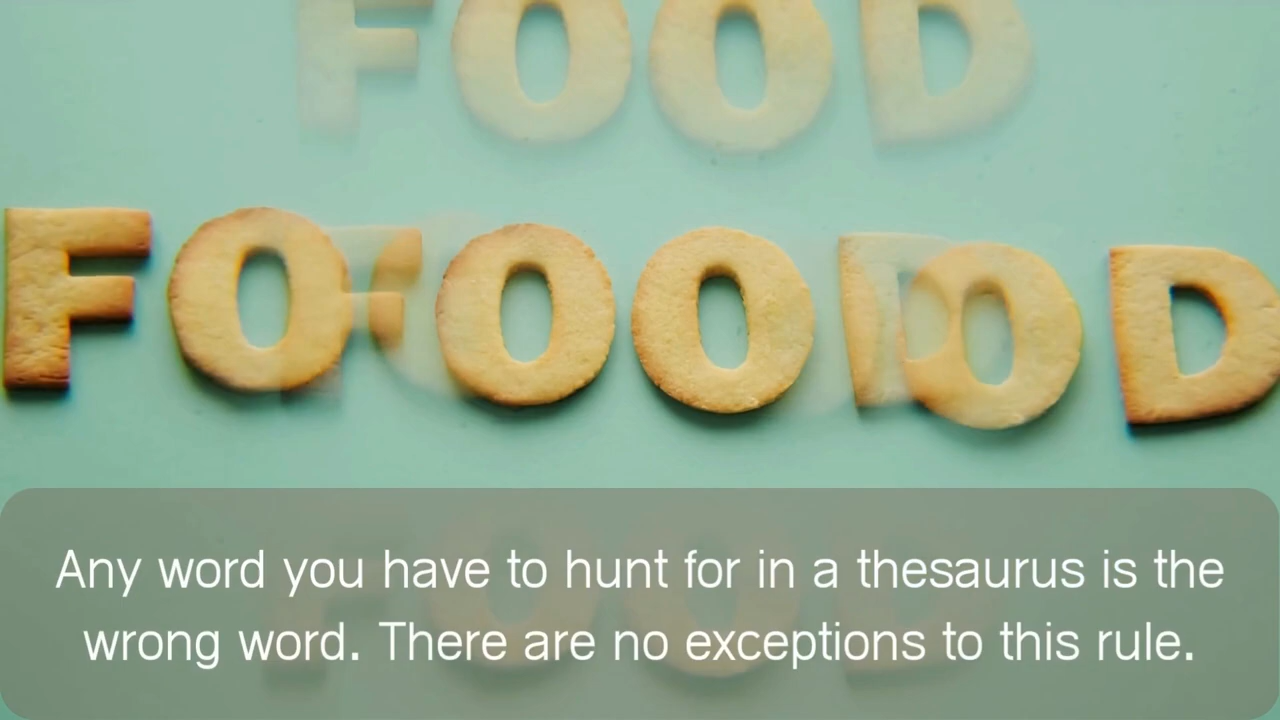 FOOD
FOOOOD
Any word you have to hunt for in a thesaurus is the
wrong word. There are no exceptions to this rule.